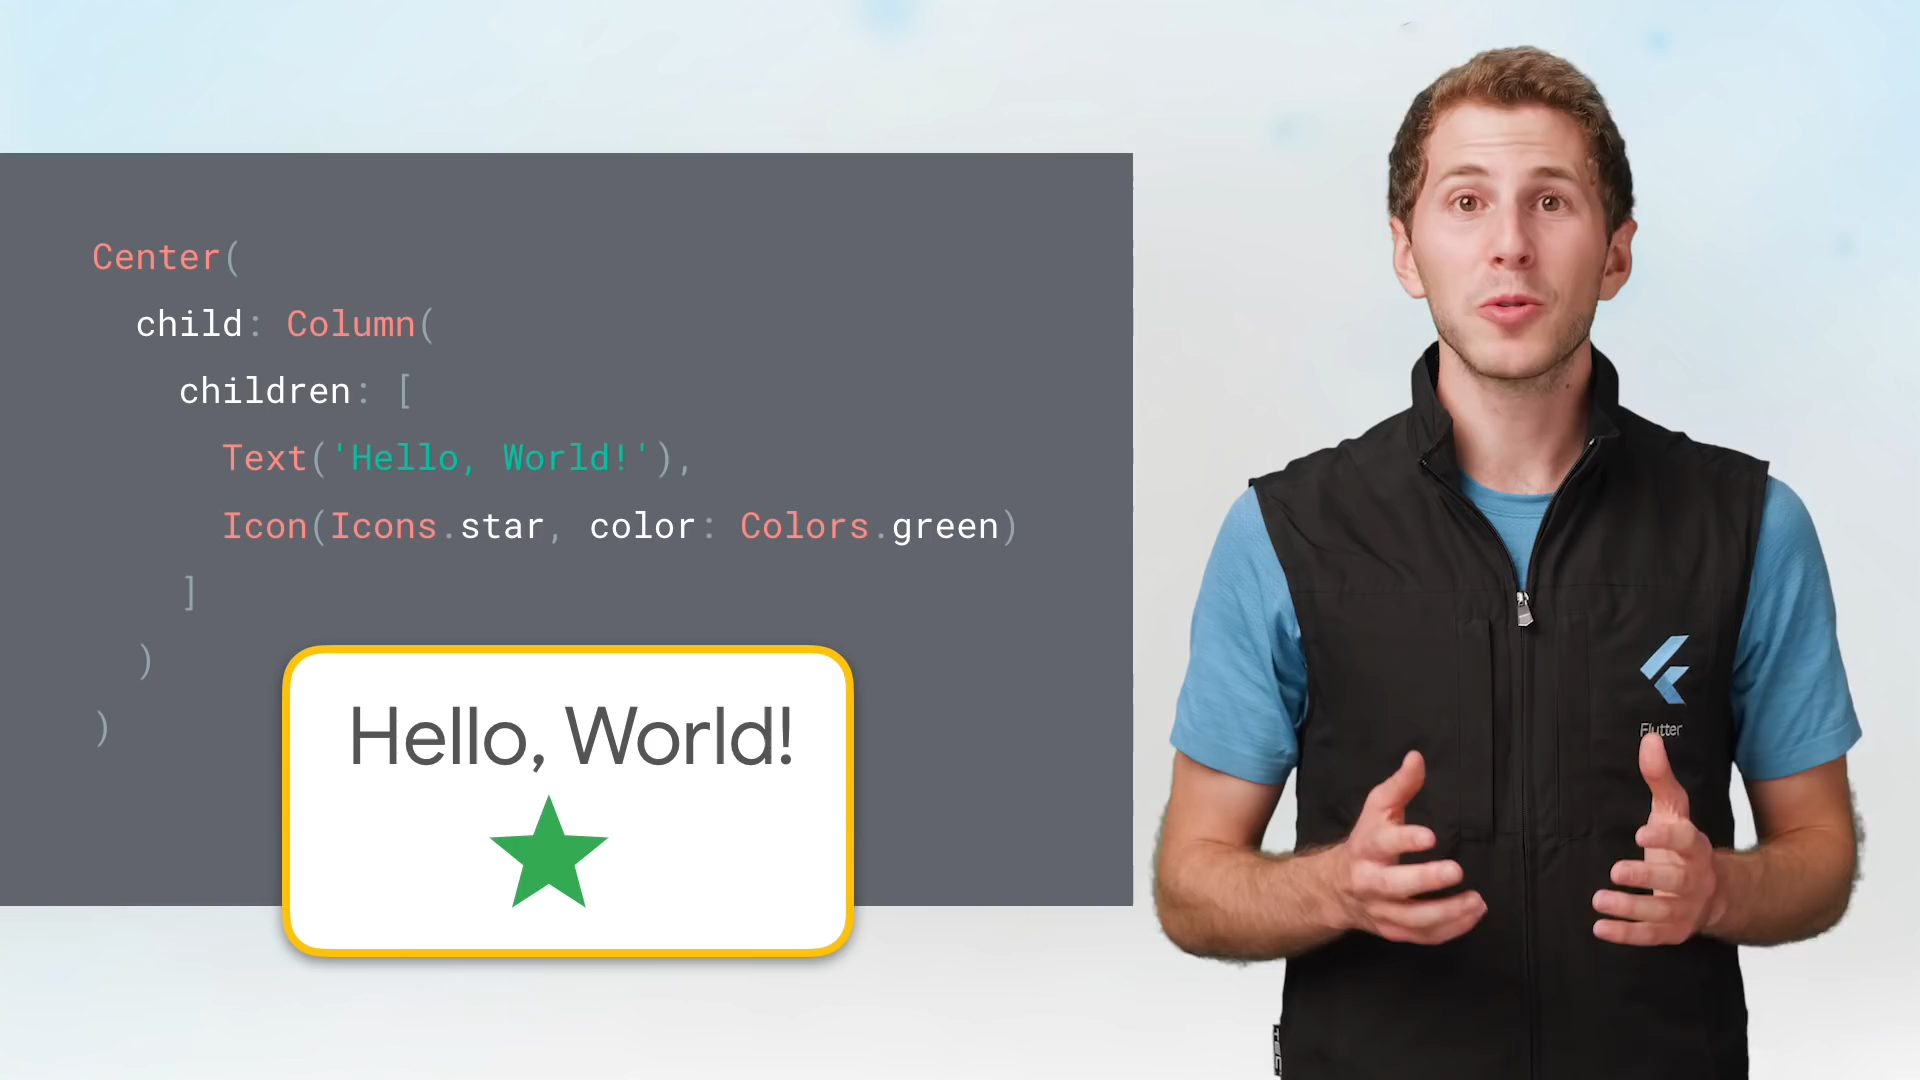 Center(
child: Column(
children: [
Text('Hello, World!'),
Icon(Icons.star, color: Colors.green)
]
)
)
Hello, World!
Flutter